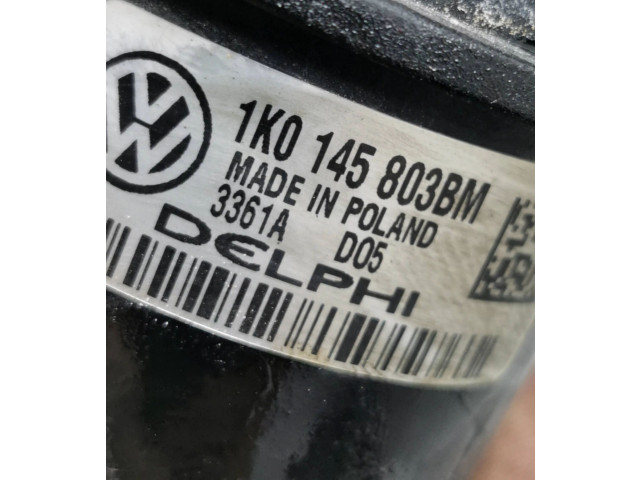 1K0 145 803BM
MADE IN POLAND
3361A D05
DELPHI